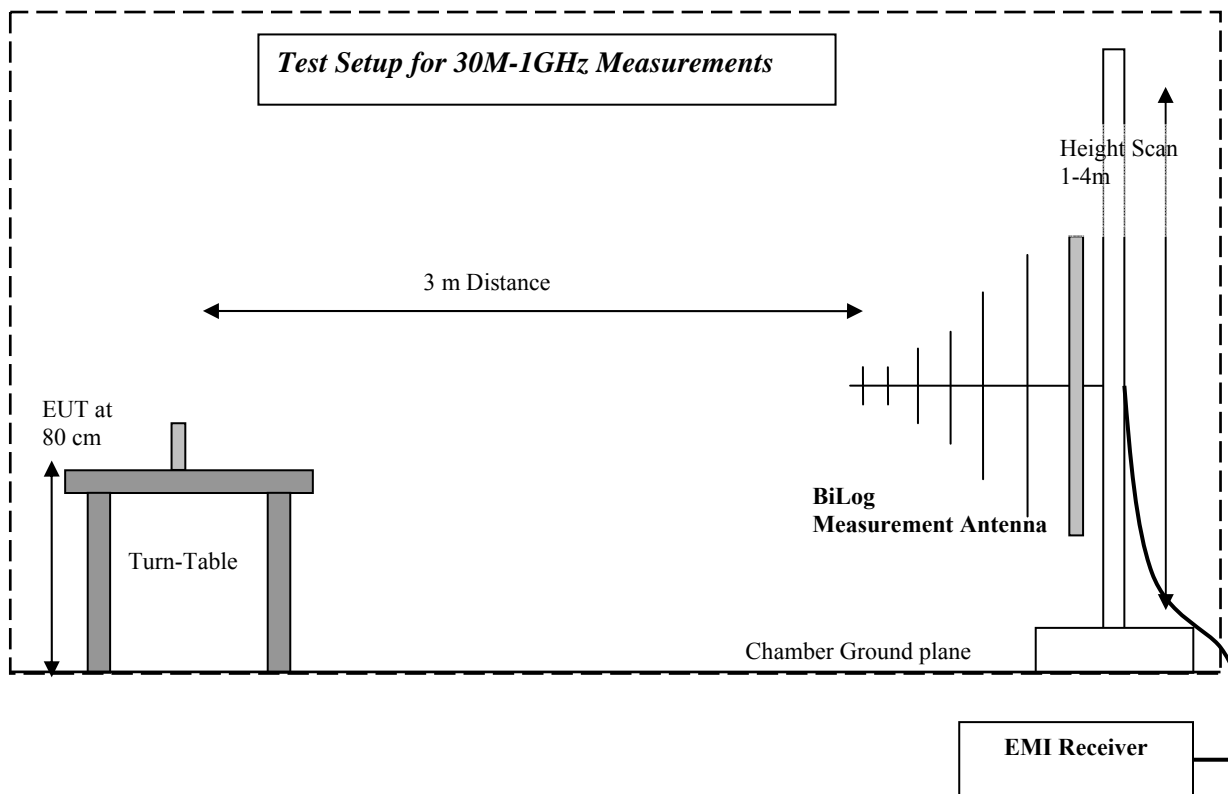 Test Setup for 30M-1GHz Measurements
Height Scan
1-4m
3 m Distance
EUT at
80 cm
BiLog
Measurement Antenna
Turn-Table
Chamber Ground plane
EMI Receiver